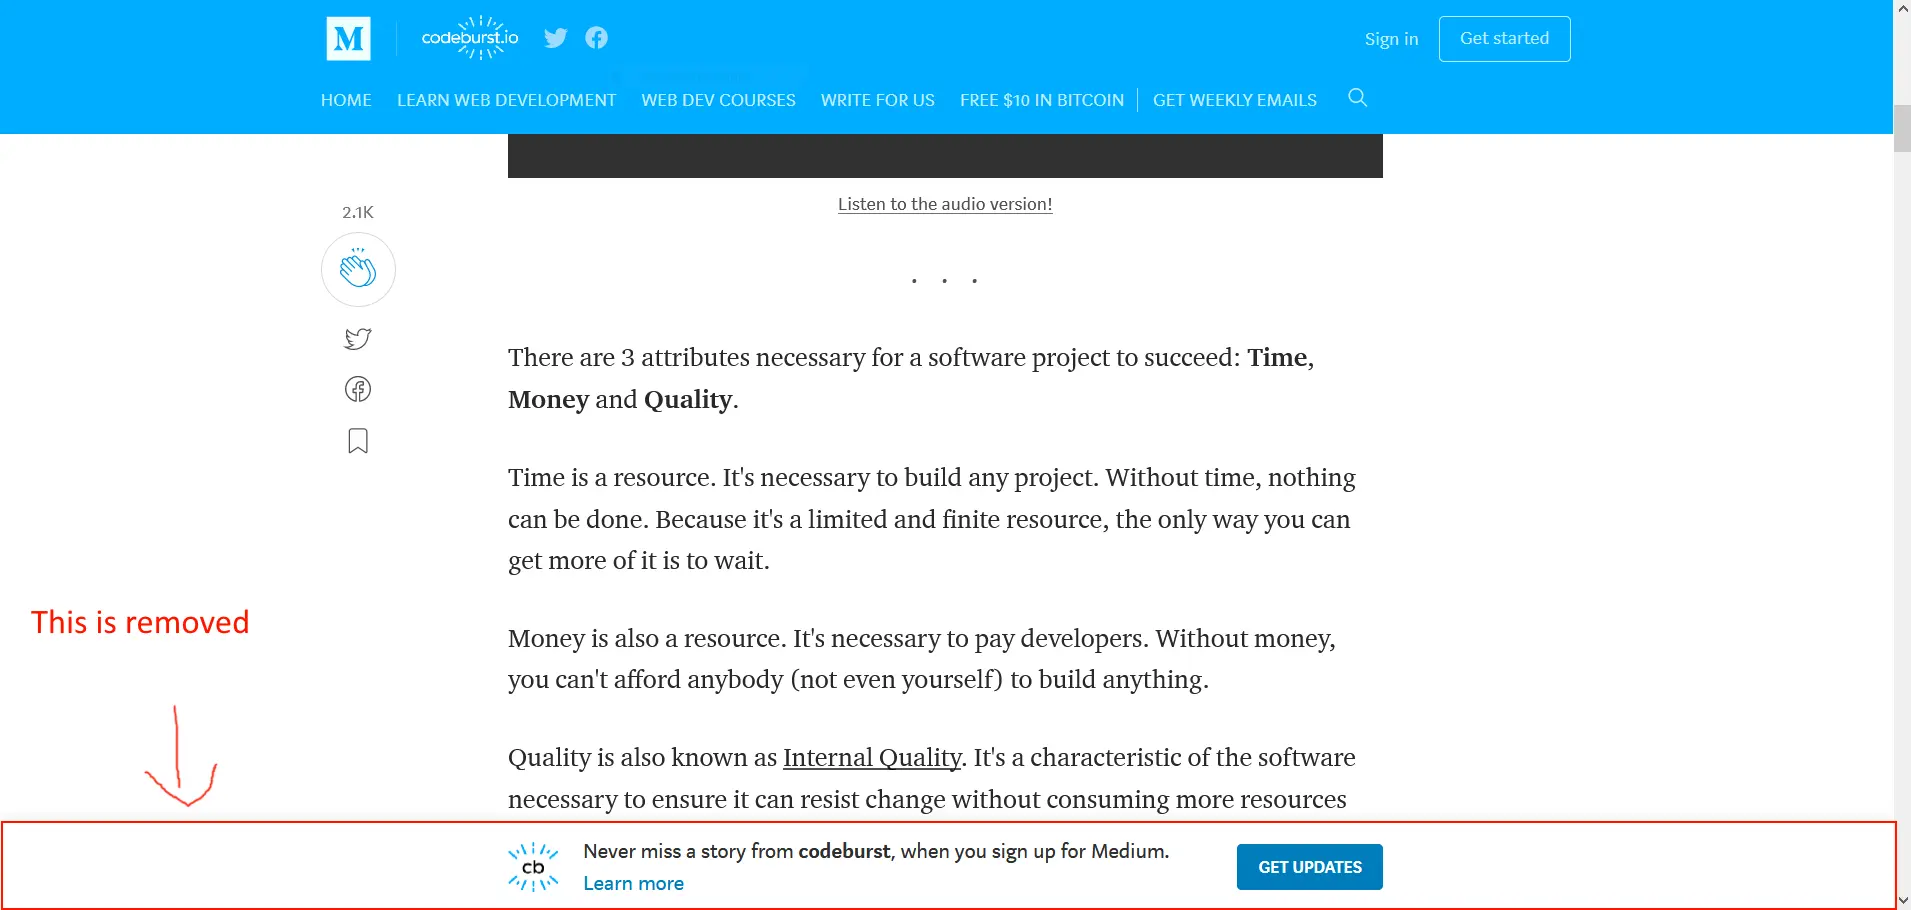 M
codeburst.io
Sign in
Get started
HOME
LEARN WEB DEVELOPMENT
WEB DEV COURSES
WRITE FOR US
FREE $10 IN BITCOIN
GET WEEKLY EMAILS
Listen to the audio version!
2.1K
. . .
There are 3 attributes necessary for a software project to succeed: Time,
Money and Quality.
Time is a resource. It's necessary to build any project. Without time, nothing
can be done. Because it's a limited and finite resource, the only way you can
get more of it is to wait.
This is removed
Money is also a resource. It's necessary to pay developers. Without money,
you can't afford anybody (not even yourself) to build anything.
Quality is also known as Internal Quality. It's a characteristic of the software
necessary to ensure it can resist change without consuming more resources
cb
Never miss a story from codeburst, when you sign up for Medium.
Learn more
GET UPDATES